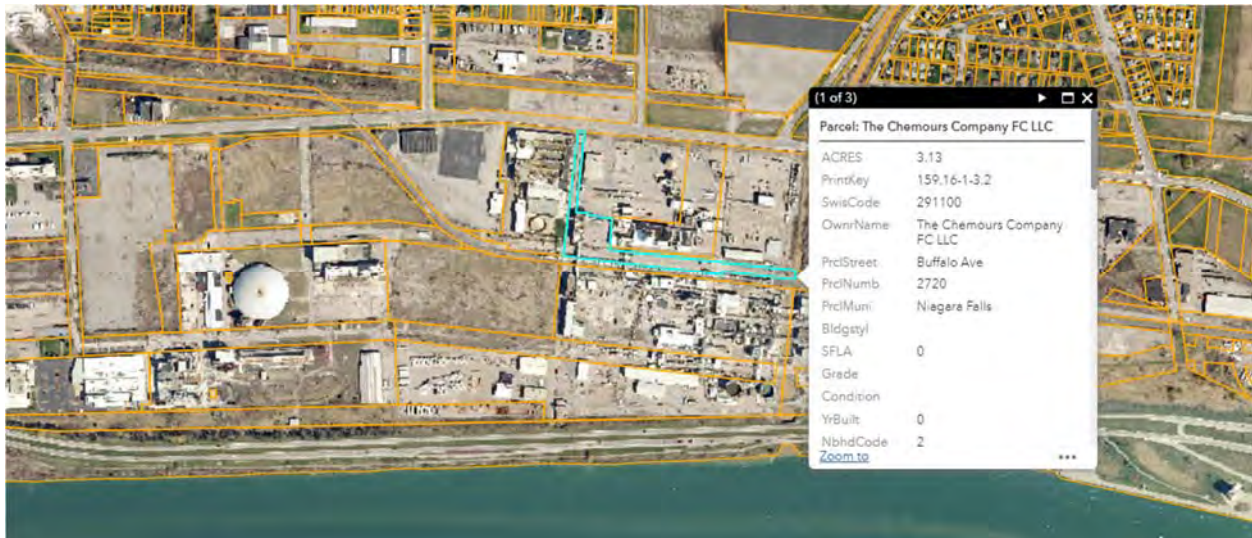 (1 of 3)
Parcel: The Chemours Company FC LLC
ACRES 3.13
PrintKey 159.16-1-3.2
SwisCode 291100
OwnrName The Chemours Company
FC LLC
PrclStreet Buffalo Ave
PrclNumb 2720
PrclMuni Niagara Falls
Bldgstyl
SFLA 0
Grade
Condition
YrBuilt 0
NbhdCode 2
Zoom to